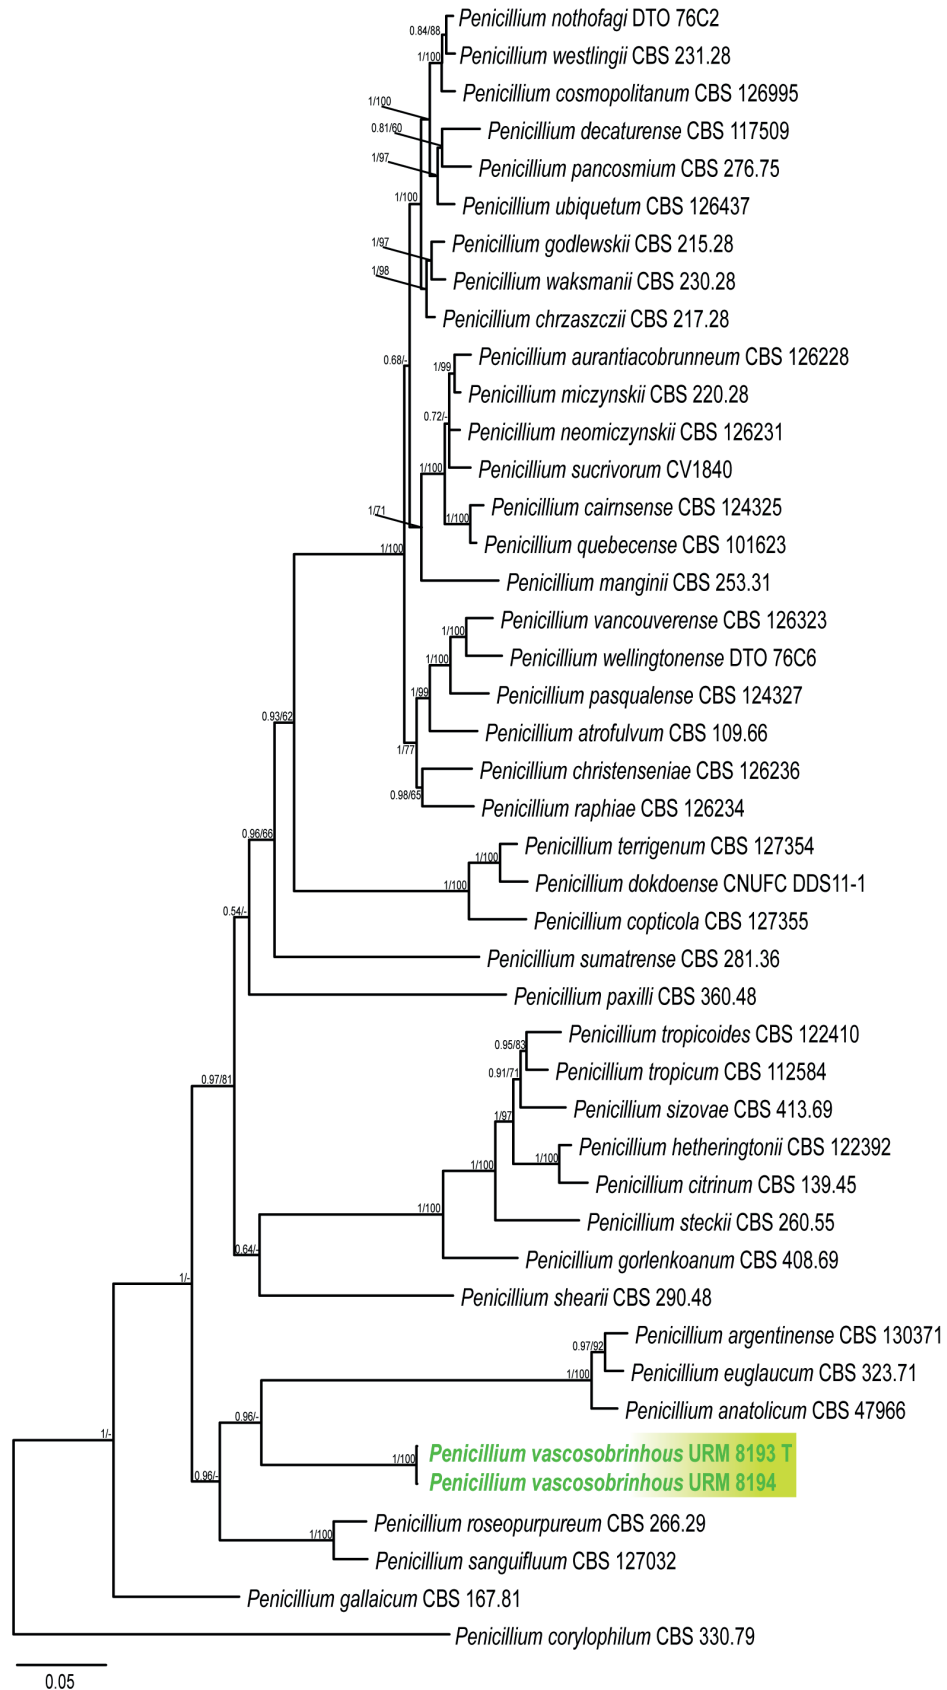 Penicillium nothofagi DTO 76C2
0.84/88
Penicillium westlingii CBS 231.28
1/100
Penicillium cosmopolitanum CBS 126995
1/100
Penicillium decaturense CBS 117509
0.81/60
Penicillium pancosmium CBS 276.75
1/97
Penicillium ubiquetum CBS 126437
1/100
Penicillium godlewskii CBS 215.28
1/97
Penicillium waksmanii CBS 230.28
1/98
Penicillium chrzaszczii CBS 217.28
0.68/-
Penicillium aurantiacobrunneum CBS 126228
1/99
Penicillium miczynskii CBS 220.28
0.72/-
Penicillium neomiczynskii CBS 126231
1/100
Penicillium sucrivorum CV1840
Penicillium cairnsense CBS 124325
1/71
1/100
Penicillium quebecense CBS 101623
1/100
Penicillium manginii CBS 253.31
Penicillium vancouverense CBS 126323
1/100
Penicillium wellingtonense DTO 76C6
1/100
Penicillium pasqualense CBS 124327
1/99
Penicillium atrofulvum CBS 109.66
0.93/62
1/77
Penicillium christenseniae CBS 126236
0.98/65
Penicillium raphiae CBS 126234
0.96/66
Penicillium terrigenum CBS 127354
1/100
Penicillium dokdoense CNUFC DDS11-1
1/100
Penicillium copticola CBS 127355
0.54/-
Penicillium sumatrense CBS 281.36
Penicillium paxilli CBS 360.48
Penicillium tropicoides CBS 122410
0.95/83
Penicillium tropicum CBS 112584
0.91/71
0.97/81
Penicillium sizovae CBS 413.69
1/97
Penicillium hetheringtonii CBS 122392
1/100
1/100
Penicillium citrinum CBS 139.45
1/100
Penicillium steckii CBS 260.55
0.64/-
Penicillium gorlenkoanum CBS 408.69
1/-
Penicillium shearii CBS 290.48
Penicillium argentinense CBS 130371
0.97/92
Penicillium euglaucum CBS 323.71
1/100
Penicillium anatolicum CBS 47966
0.96/-
1/-
Penicillium vascosobrinhous URM 8193 T
1/100
0.96/-
Penicillium vascosobrinhous URM 8194
Penicillium roseopurpureum CBS 266.29
1/100
Penicillium sanguifluum CBS 127032
Penicillium gallaicum CBS 167.81
Penicillium corylophilum CBS 330.79
0.05